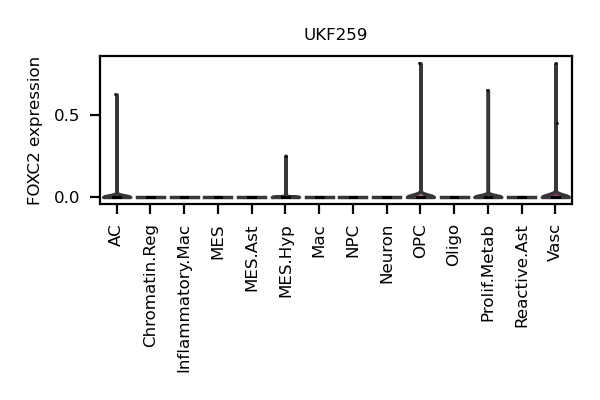 UKF259
FOXC2 expression
0.5
0.0
AC
Chromatin.Reg
Inflammatory.Mac
MES
MES.Ast
MES.Hyp
Mac
NPC
Neuron
OPC
Oligo
Prolif.Metab
Reactive.Ast
Vasc